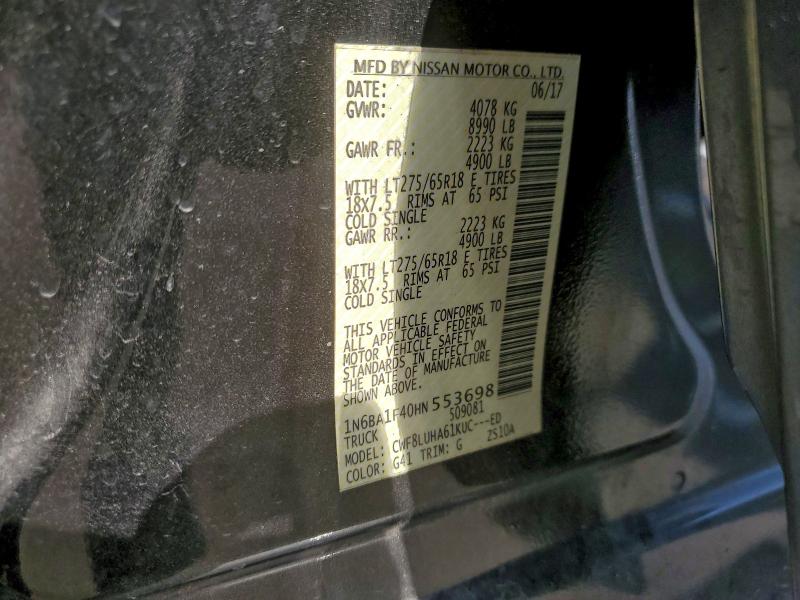 MFD BY NISSAN MOTOR CO., LTD.
DATE: 06/17
GVWR: 4078 KG
8990 LB
GAWR FR.: 2223 KG
4900 LB
WITH LT275/65R18 E TIRES
18X7.5 RIMS AT 65 PSI
COLD SINGLE
GAWR RR.: 2223 KG
4900 LB
WITH LT275/65R18 E TIRES
18X7.5 RIMS AT 65 PSI
COLD SINGLE
THIS VEHICLE CONFORMS TO
ALL APPLICABLE FEDERAL
MOTOR VEHICLE SAFETY
STANDARDS IN EFFECT ON
THE DATE OF MANUFACTURE
SHOWN ABOVE.
1N6BA1F40HN 553698
TRUCK 509081
MODEL: CWF8LUHA61KUC---ED
COLOR: G41 TRIM: G ZS10A